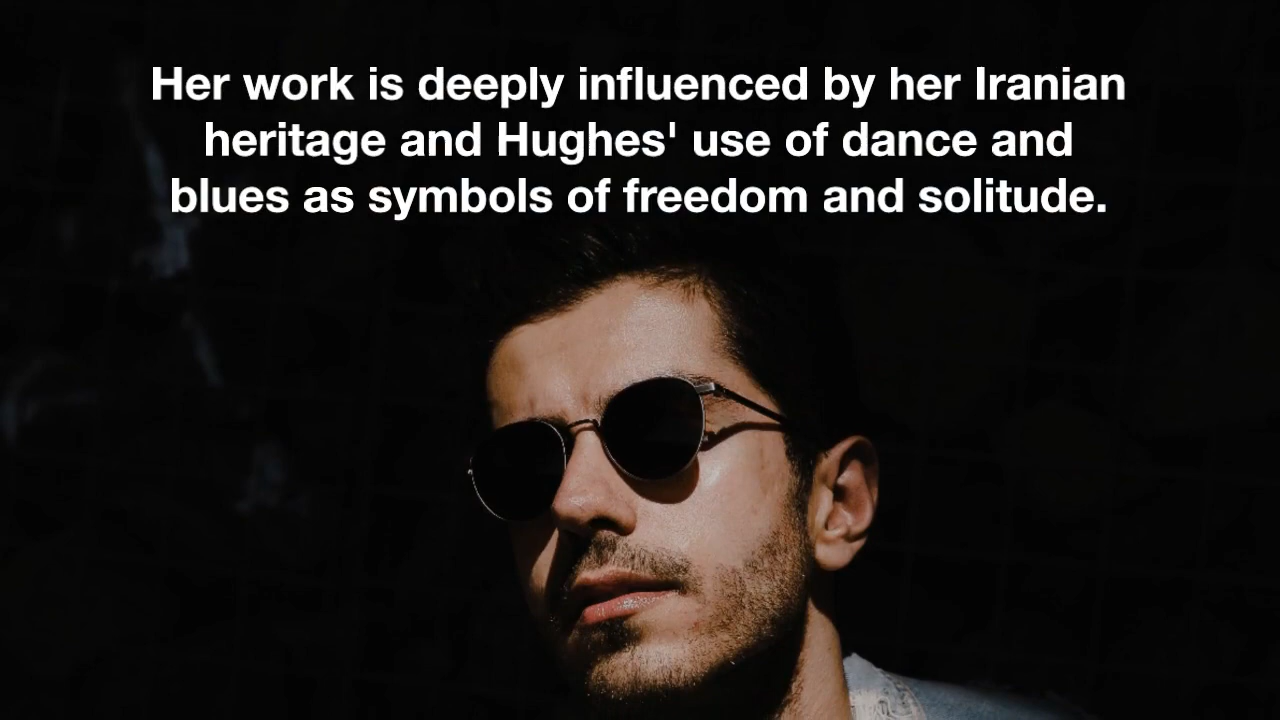 Her work is deeply influenced by her Iranian
heritage and Hughes' use of dance and
blues as symbols of freedom and solitude.